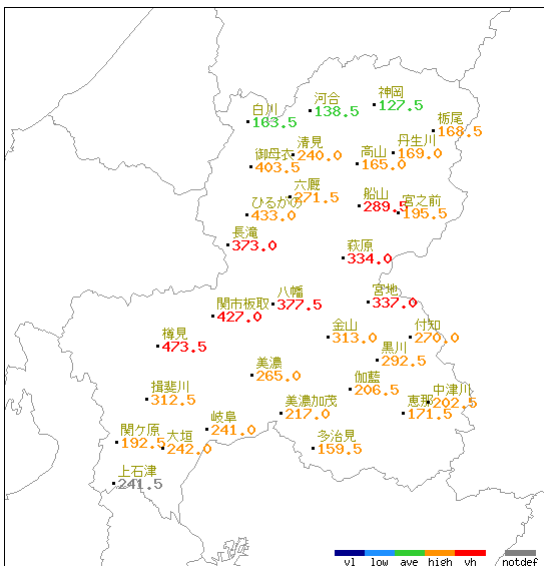 神岡
127.5
河合
138.5
白川
163.5
栃尾
168.5
丹生川
169.0
清見
240.0
高山
165.0
御母衣
403.5
六厩
271.5
船山
289.5
宮之前
195.5
ひるがの
433.0
長滝
373.0
萩原
334.0
宮地
337.0
八幡
377.5
関市板取
427.0
金山
313.0
付知
270.0
樽見
473.5
黒川
292.5
美濃
265.0
伽藍
206.5
揖斐川
312.5
中津川
202.5
恵那
171.5
美濃加茂
217.0
岐阜
241.0
関ケ原
192.5
大垣
242.0
多治見
159.5
上石津
241.5
vl low ave high vh notdef